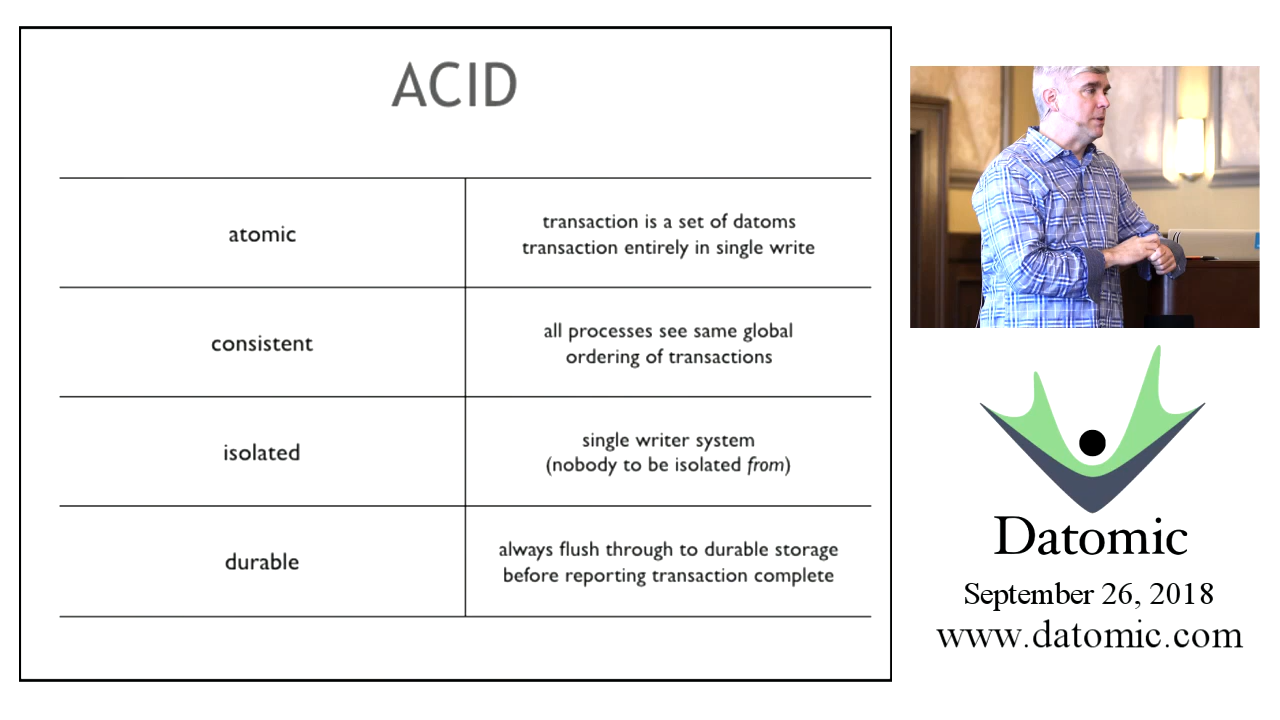 ACID
atomic
transaction is a set of datoms
transaction entirely in single write
consistent
all processes see same global
ordering of transactions
isolated
single writer system
(nobody to be isolated from)
durable
always flush through to durable storage
before reporting transaction complete
Datomic
September 26, 2018
www.datomic.com